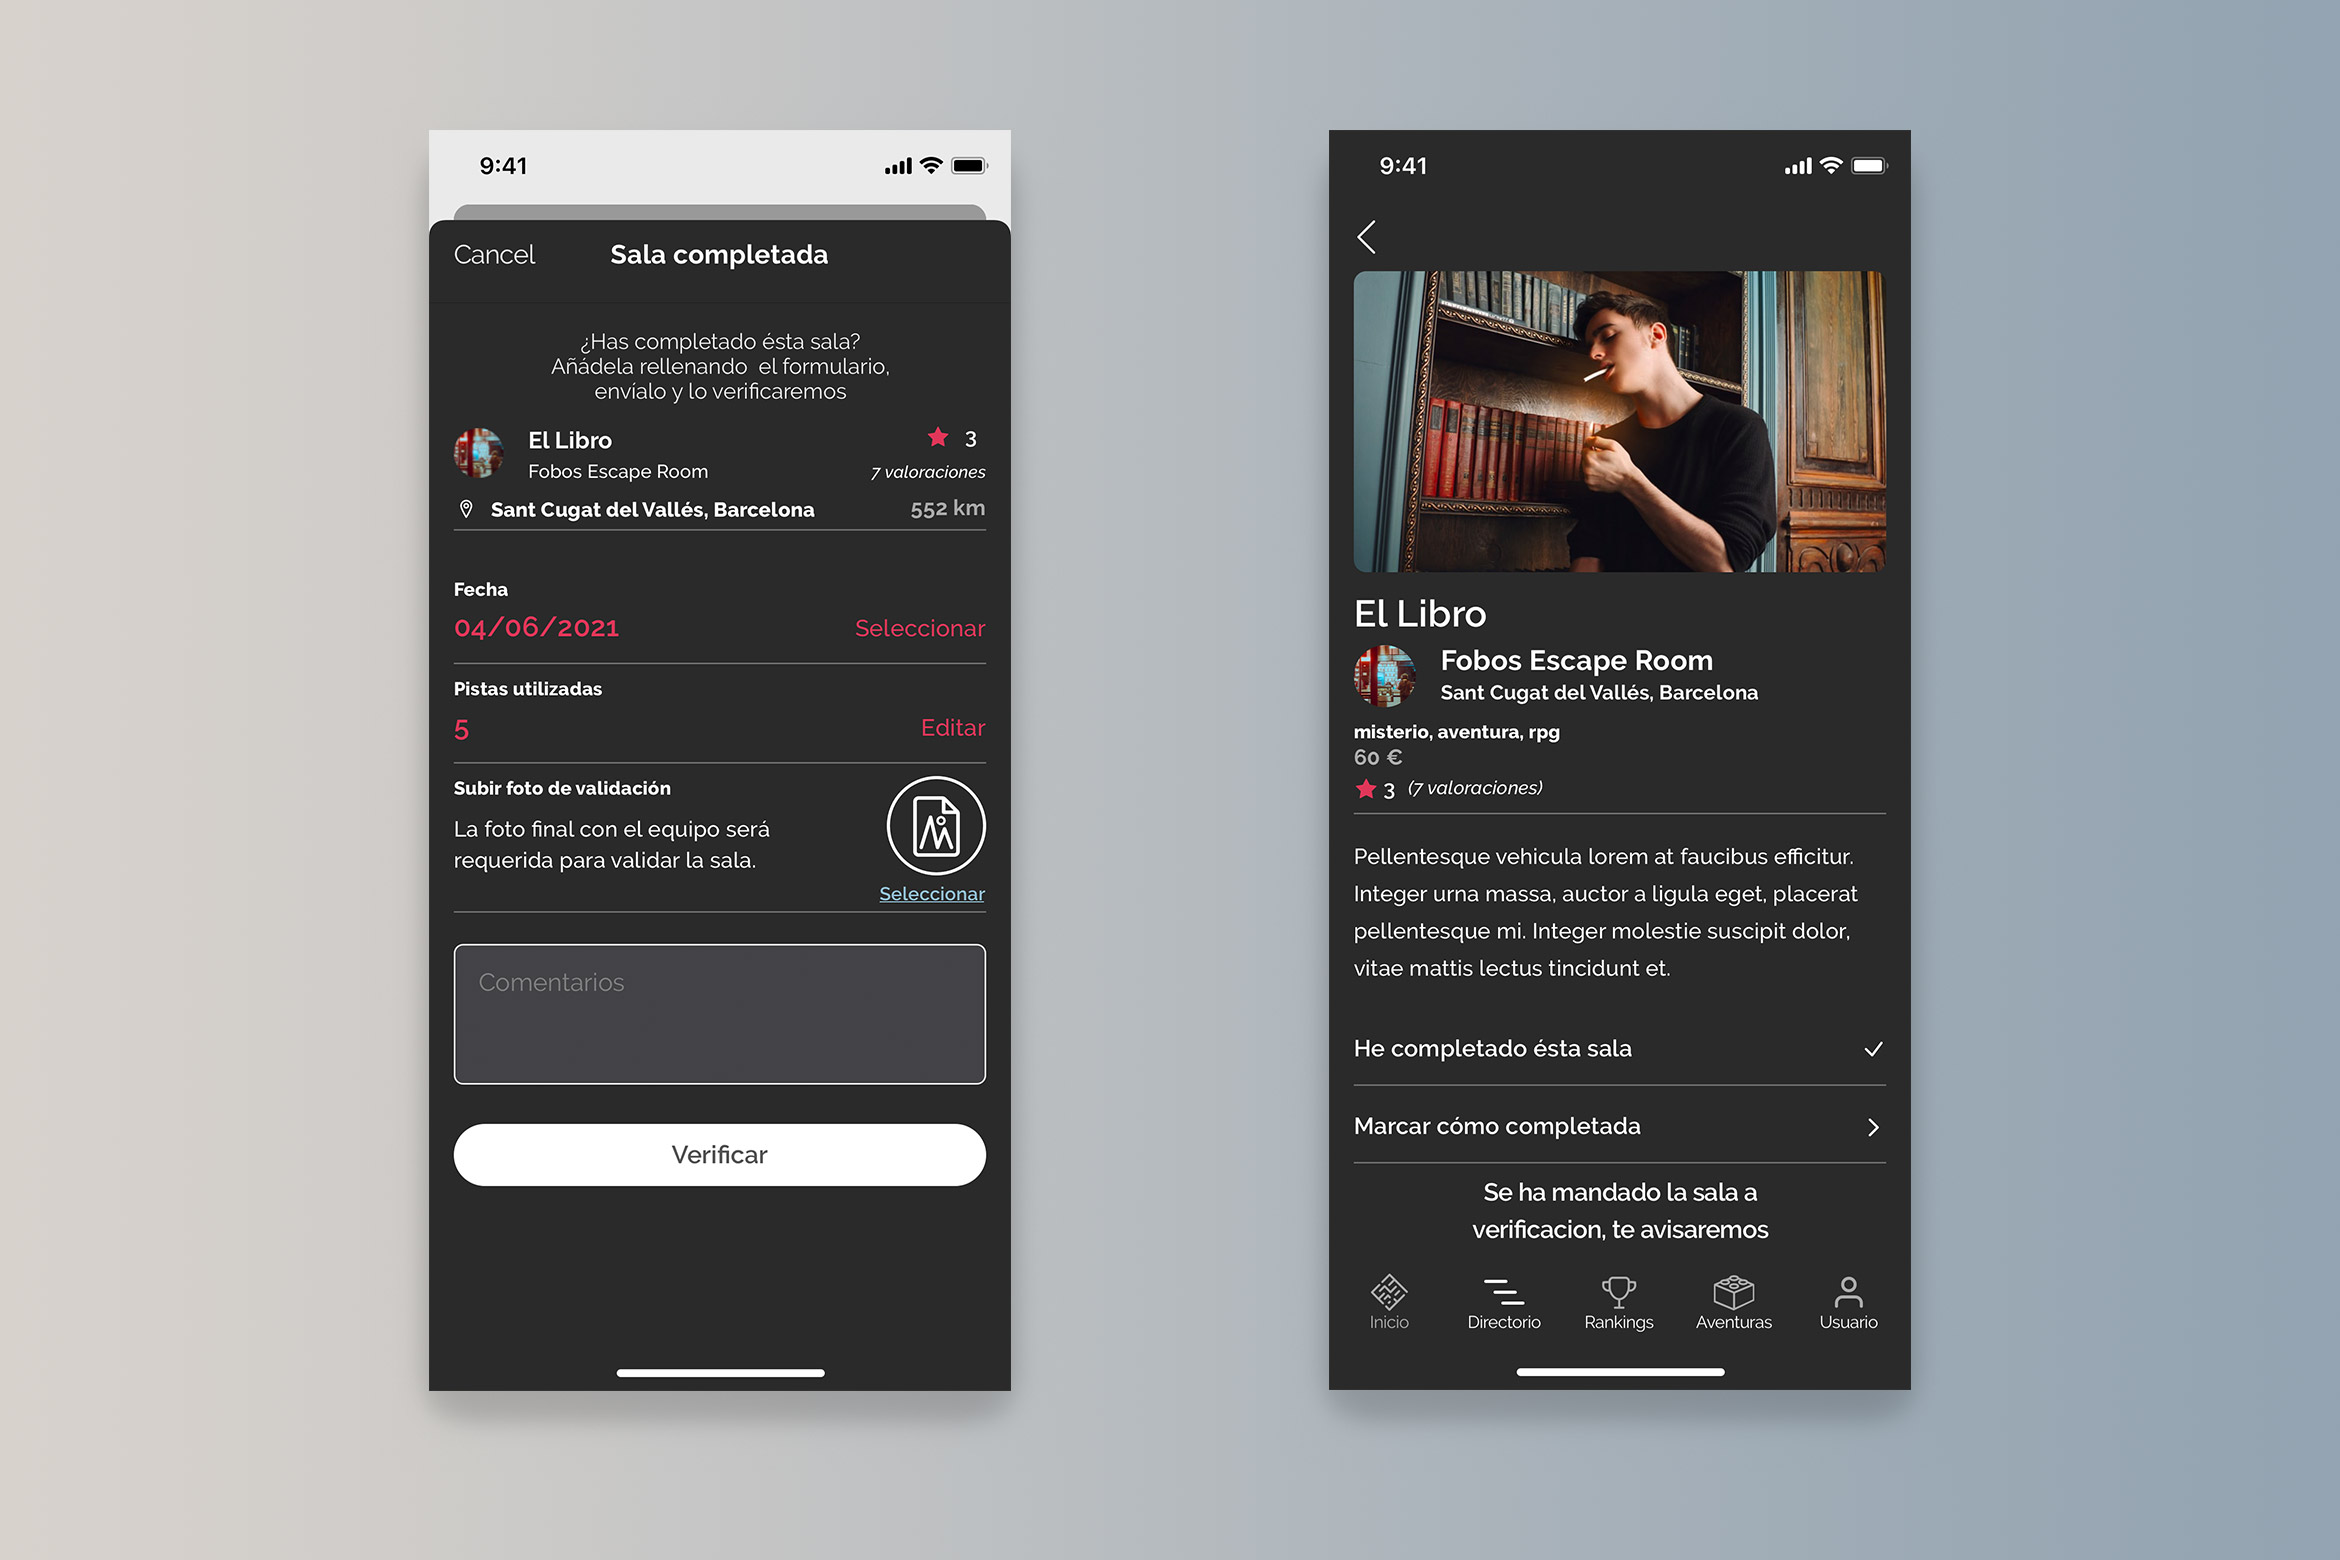 9:41
Cancel
Sala completada
¿Has completado ésta sala?
Añádela rellenando el formulario,
envíalo y lo verificaremos
El Libro
3
Fobos Escape Room
7 valoraciones
Sant Cugat del Vallés, Barcelona
552 km
Fecha
04/06/2021
Seleccionar
Pistas utilizadas
5
Editar
Subir foto de validación
La foto final con el equipo será
requerida para validar la sala.
Seleccionar
Comentarios
Verificar
9:41
El Libro
Fobos Escape Room
Sant Cugat del Vallés, Barcelona
misterio, aventura, rpg
60 €
3 (7 valoraciones)
Pellentesque vehicula lorem at faucibus efficitur.
Integer urna massa, auctor a ligula eget, placerat
pellentesque mi. Integer molestie suscipit dolor,
vitae mattis lectus tincidunt et.
He completado ésta sala
Marcar cómo completada
Se ha mandado la sala a
verificacion, te avisaremos
Inicio
Directorio
Rankings
Aventuras
Usuario